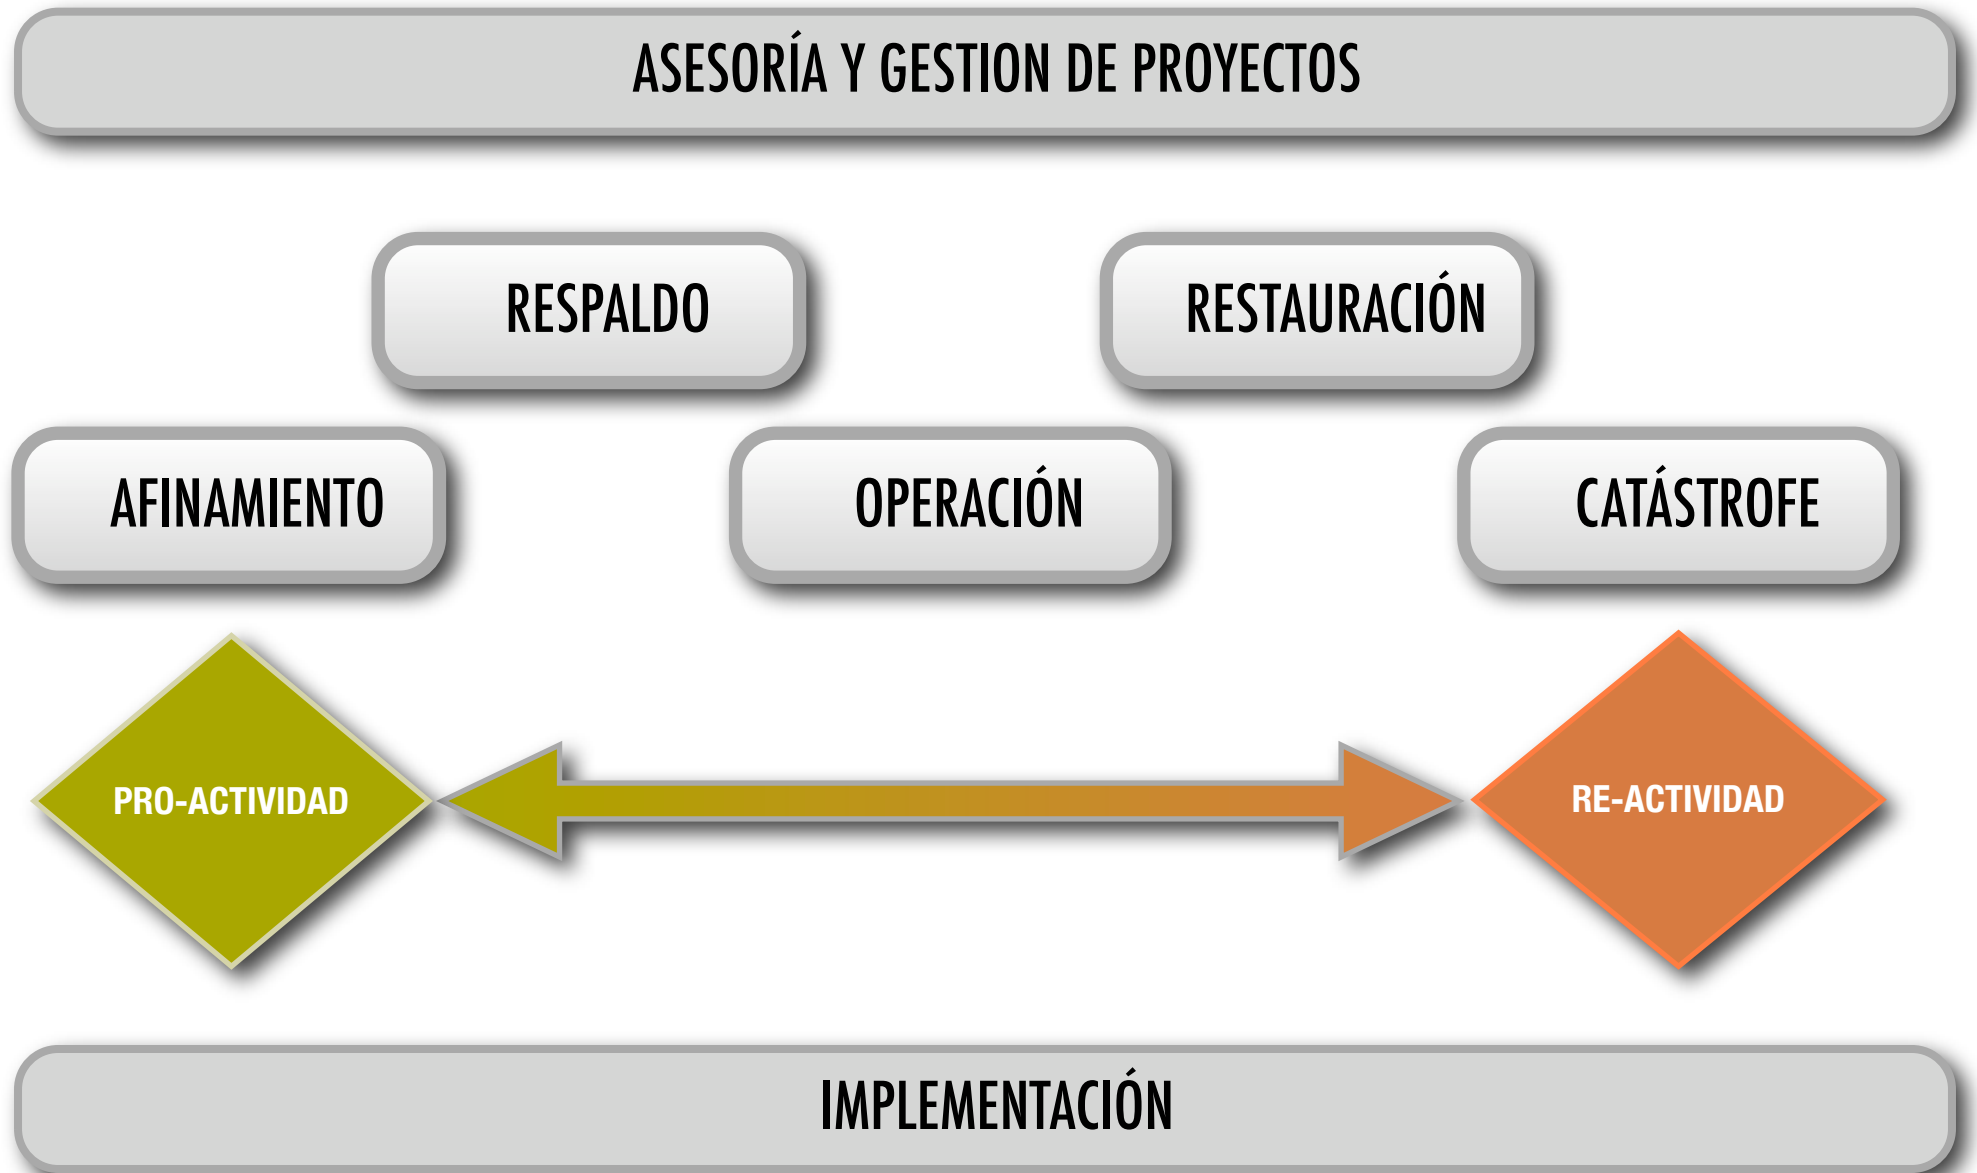 ASESORÍA Y GESTION DE PROYECTOS
RESPALDO
RESTAURACIÓN
AFINAMIENTO
OPERACIÓN
CATÁSTROFE
PRO-ACTIVIDAD
RE-ACTIVIDAD
IMPLEMENTACIÓN